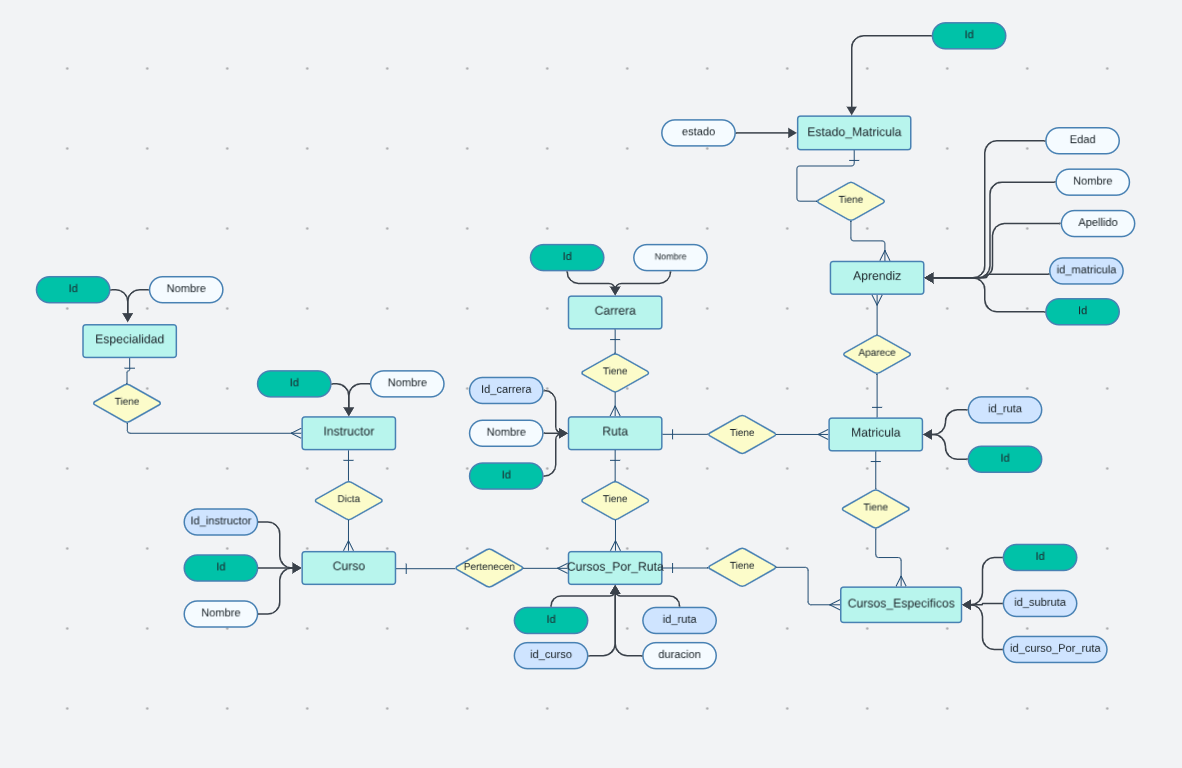 Id
estado
Estado_Matricula
Edad
Nombre
Tiene
Apellido
Id
Nombre
id_matricula
Aprendiz
Id
Nombre
Carrera
Id
Especialidad
Aparece
Tiene
Id
Nombre
Id_carrera
Tiene
id_ruta
Instructor
Nombre
Ruta
Tiene
Matricula
Id
Id
Dicta
Tiene
Tiene
Id_instructor
Id
Curso
Pertenecen
Cursos_Por_Ruta
Tiene
Id
Cursos_Especificos
id_subruta
Nombre
Id
id_ruta
id_curso_Por_ruta
id_curso
duracion